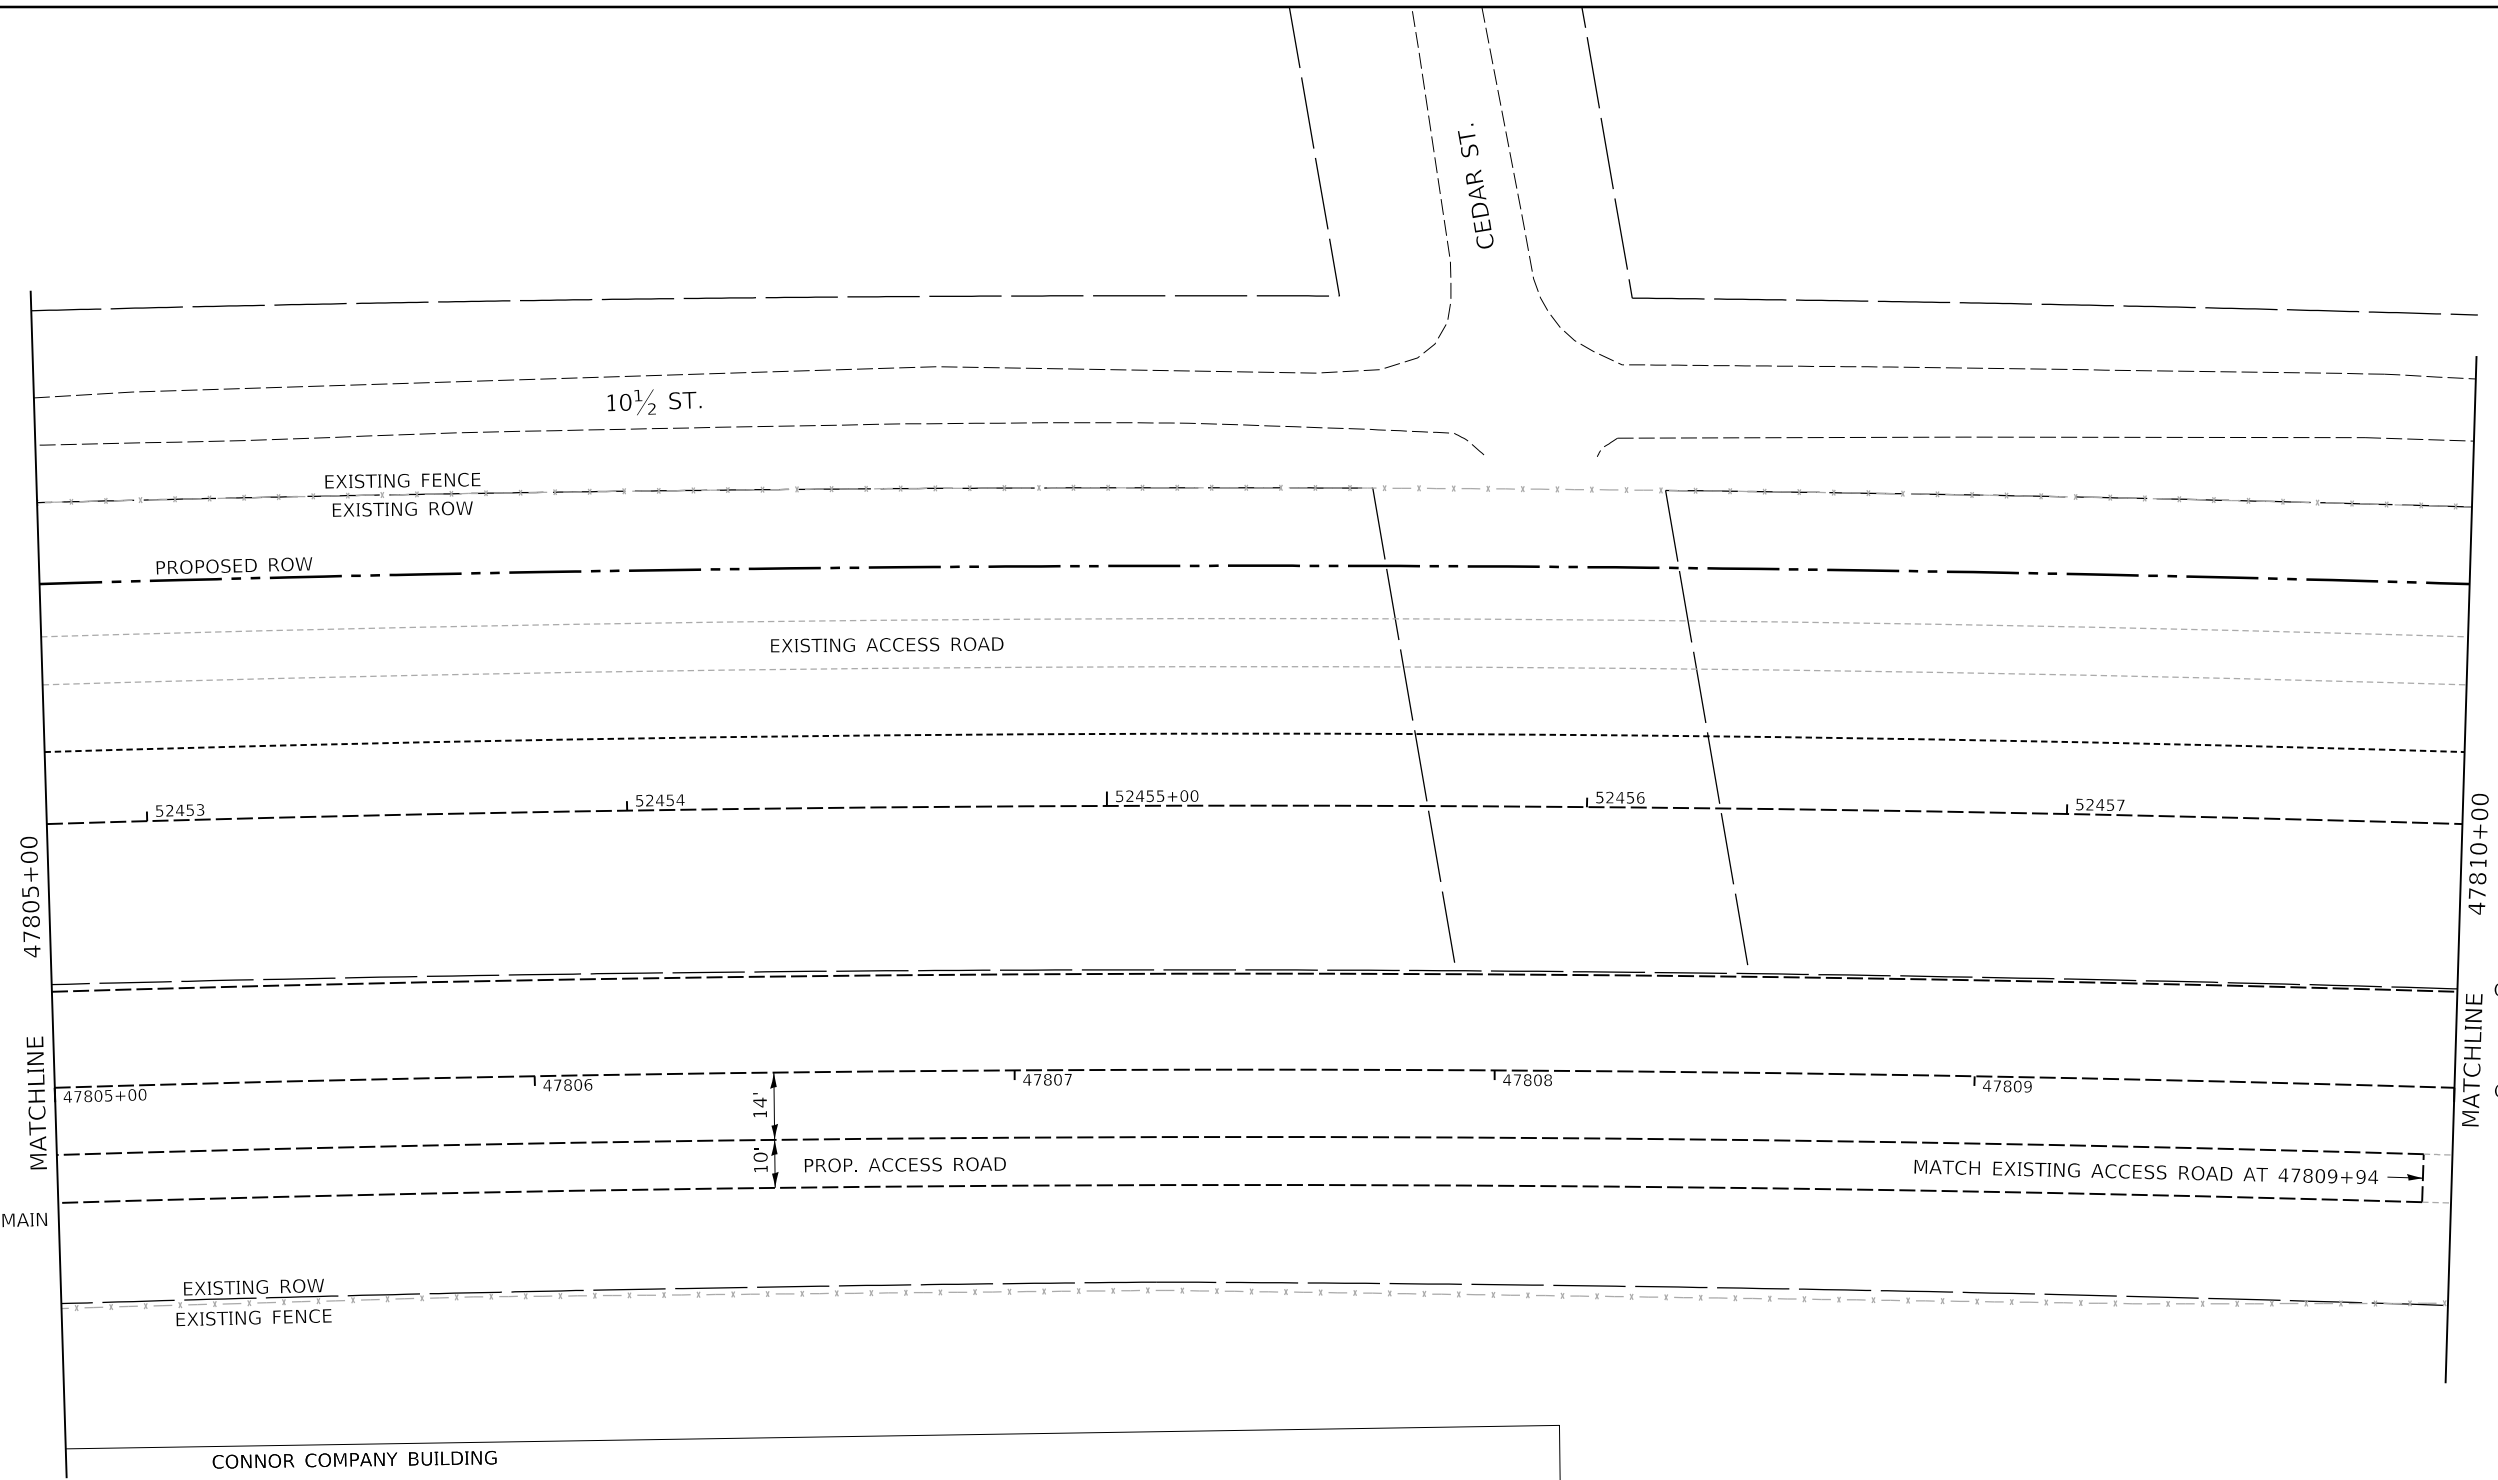 CEDAR ST.
10½ ST.
EXISTING FENCE
EXISTING ROW
PROPOSED ROW
EXISTING ACCESS ROAD
52453
52454
52455+00
52456
52457
MATCHLINE 47805+00
MATCHLINE 47810+00
47805+00
47806
47807
47808
47809
14'
10'
PROP. ACCESS ROAD
MATCH EXISTING ACCESS ROAD AT 47809+94
MAIN
EXISTING ROW
EXISTING FENCE
CONNOR COMPANY BUILDING